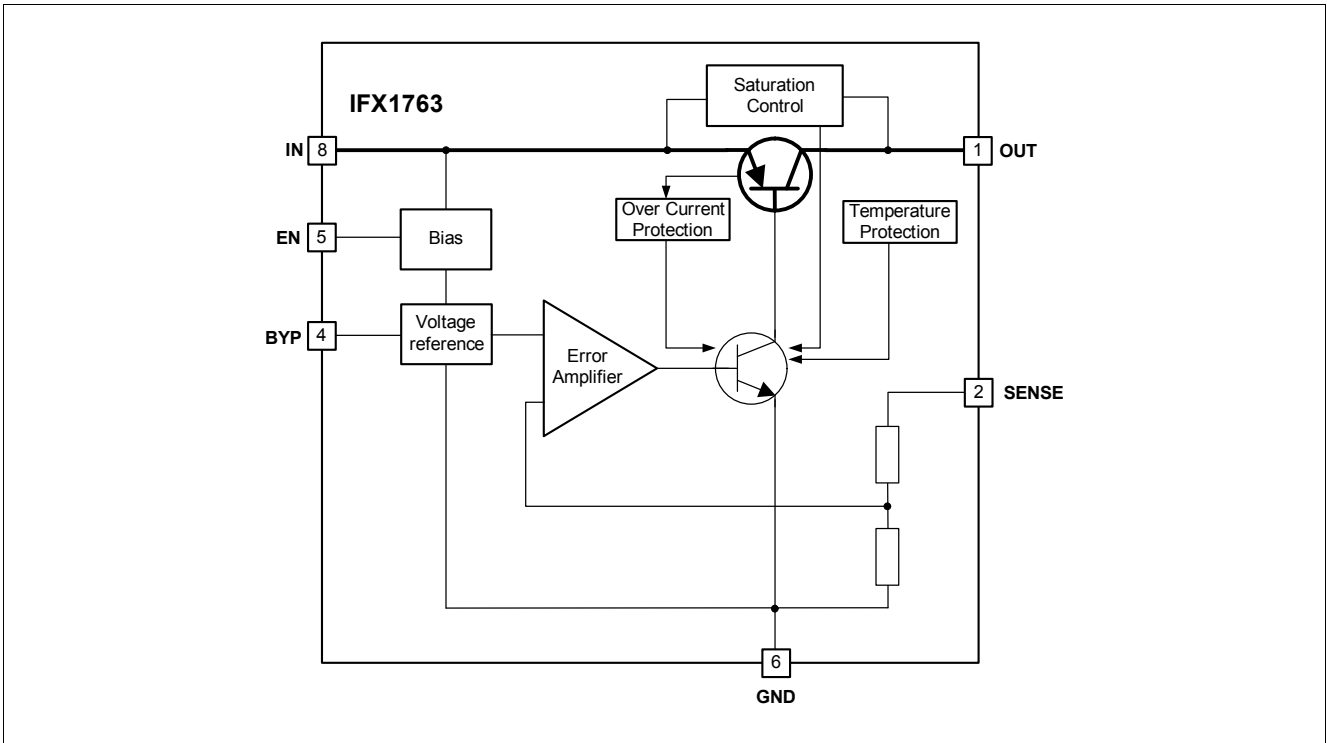 IFX1763
Saturation
Control
IN
8
1
OUT
Over Current
Protection
Temperature
Protection
EN
5
Bias
BYP
4
Voltage
reference
Error
Amplifier
2
SENSE
6
GND